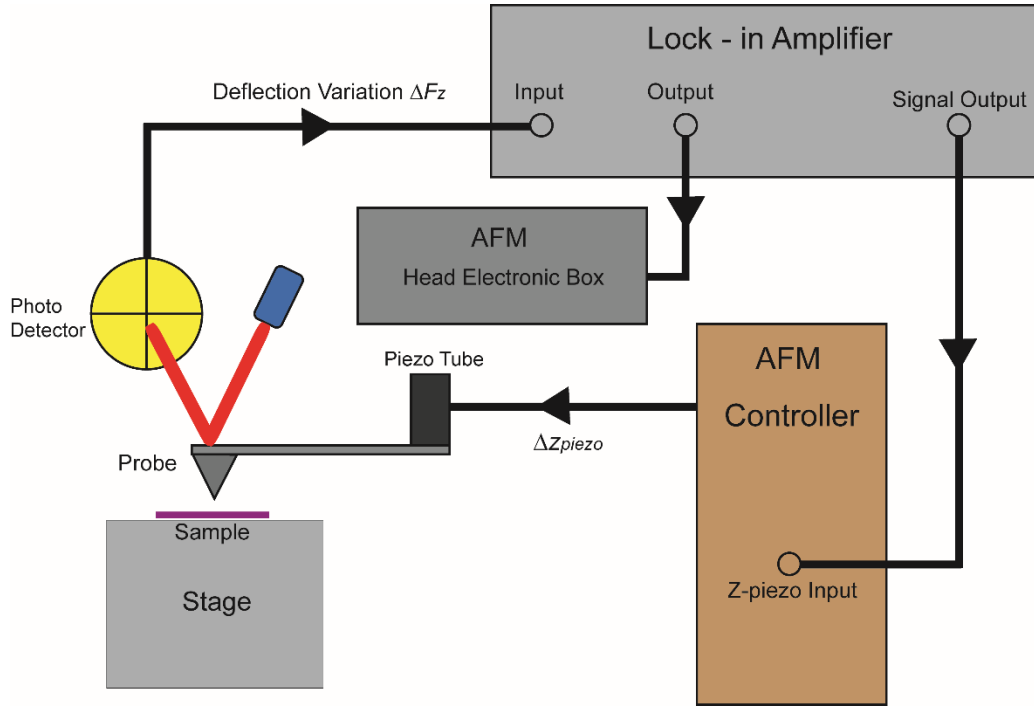 Lock - in Amplifier
Deflection Variation ΔFz
Input
Output
Signal Output
AFM
Head Electronic Box
Photo
Detector
Piezo Tube
AFM
Controller
Δzpiezo
Probe
Sample
Stage
Z-piezo Input